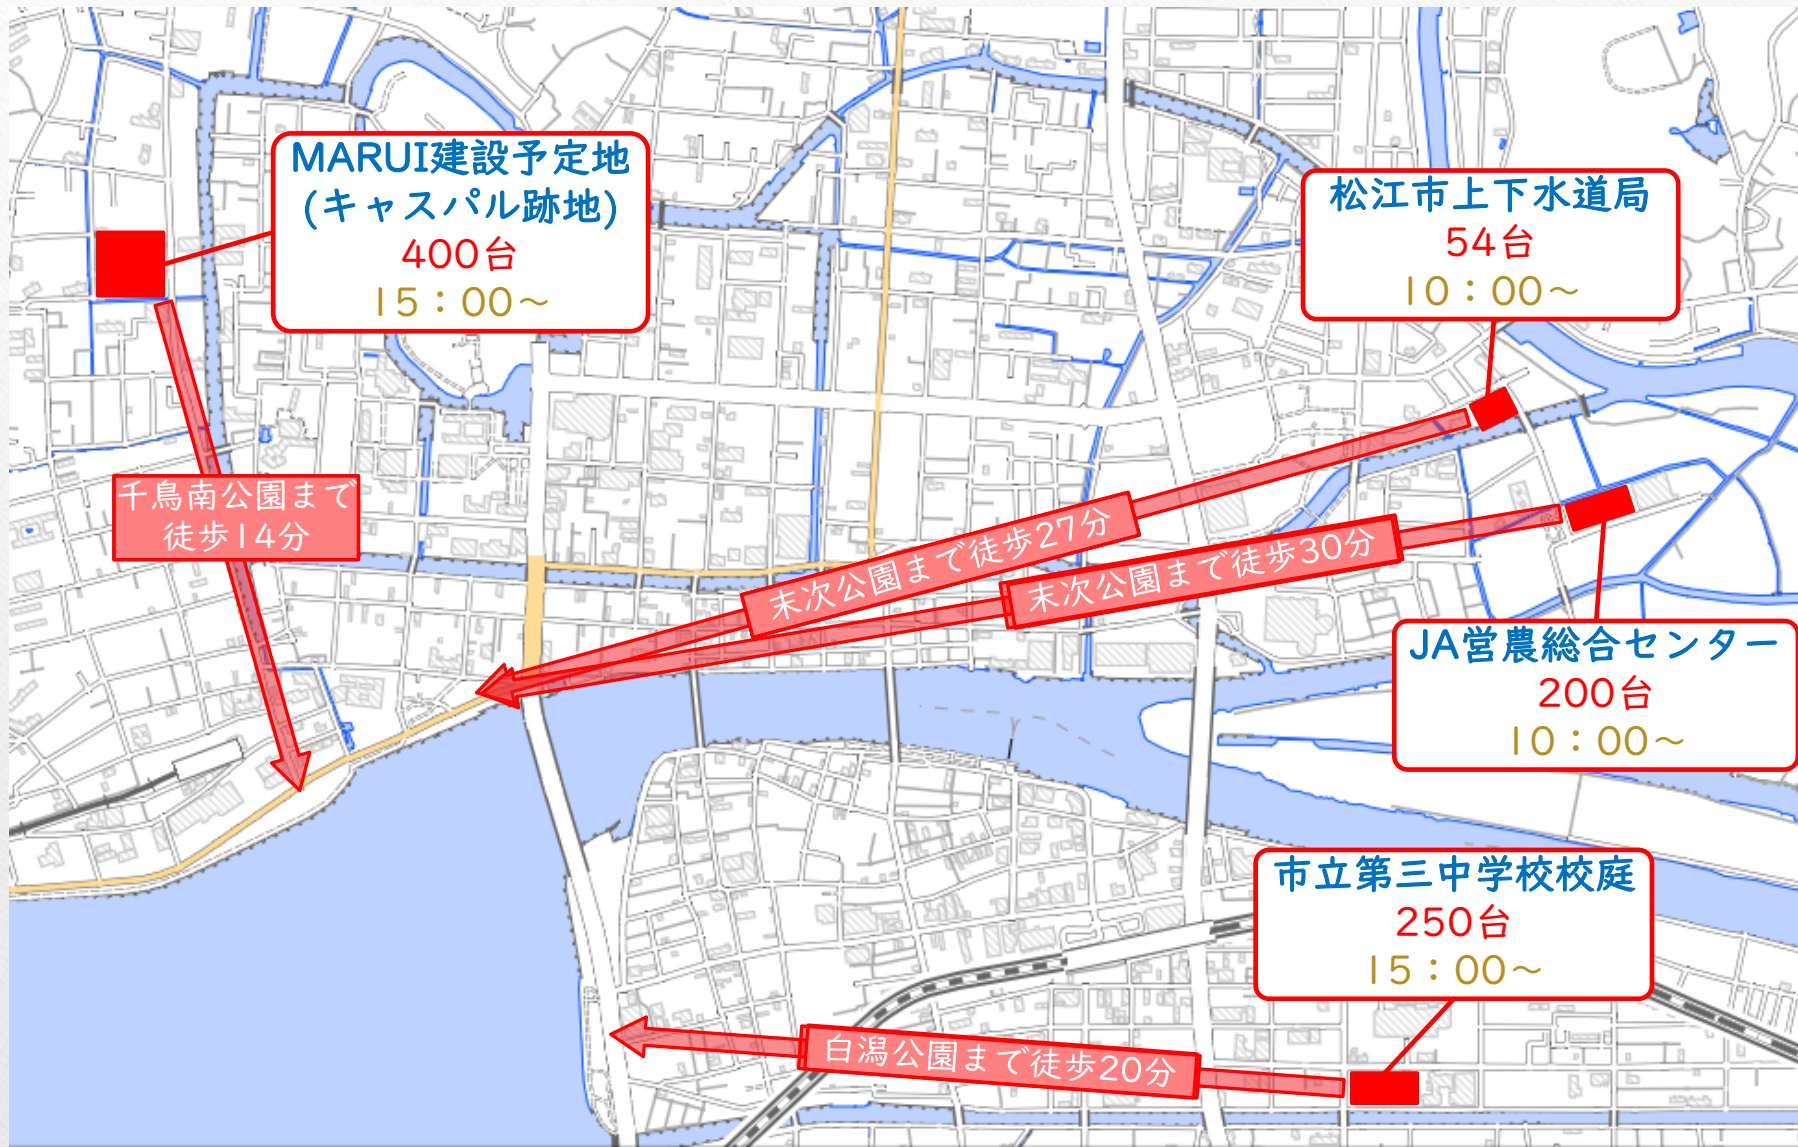 MARUI建設予定地
(キャスパル跡地)
400台
15：00～
松江市上下水道局
54台
10：00～
千鳥南公園まで
徒歩14分
末次公園まで徒歩27分
末次公園まで徒歩30分
JA営農総合センター
200台
10：00～
市立第三中学校校庭
250台
15：00～
白潟公園まで徒歩20分